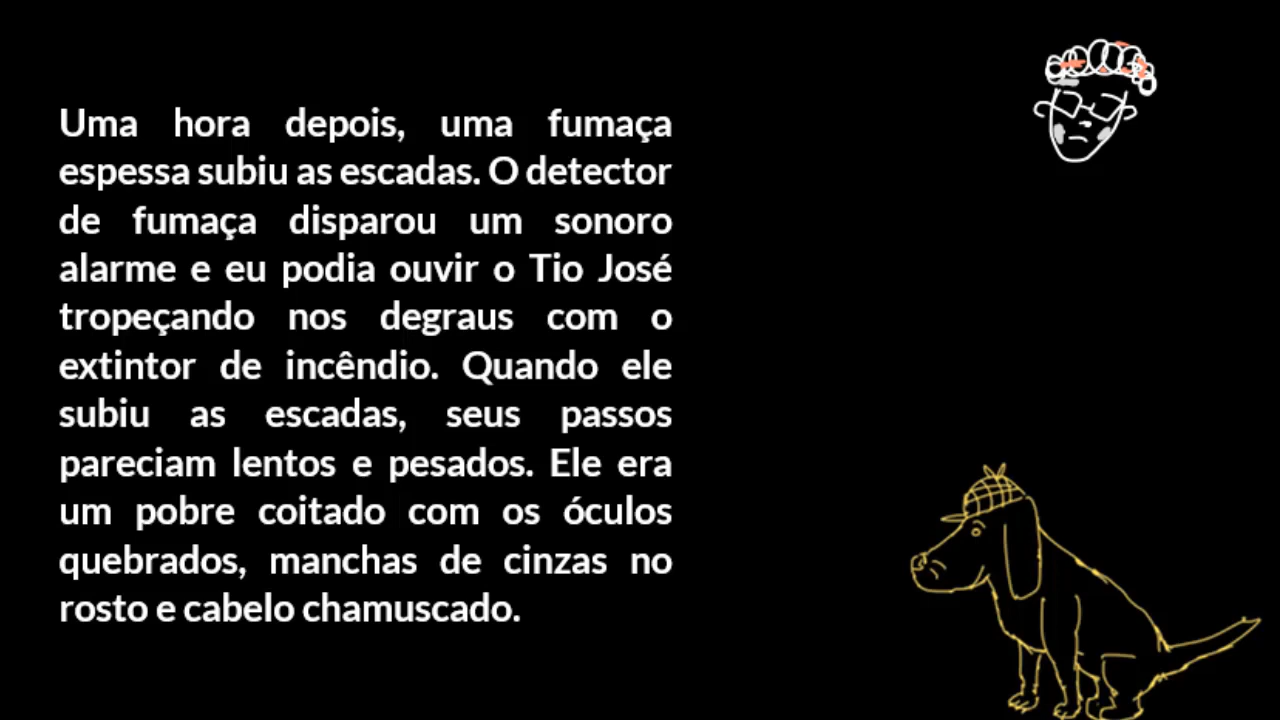 Uma hora depois, uma fumaça
espessa subiu as escadas. O detector
de fumaça disparou um sonoro
alarme e eu podia ouvir o Tio José
tropeçando nos degraus com o
extintor de incêndio. Quando ele
subiu as escadas, seus passos
pareciam lentos e pesados. Ele era
um pobre coitado com os óculos
quebrados, manchas de cinzas no
rosto e cabelo chamuscado.